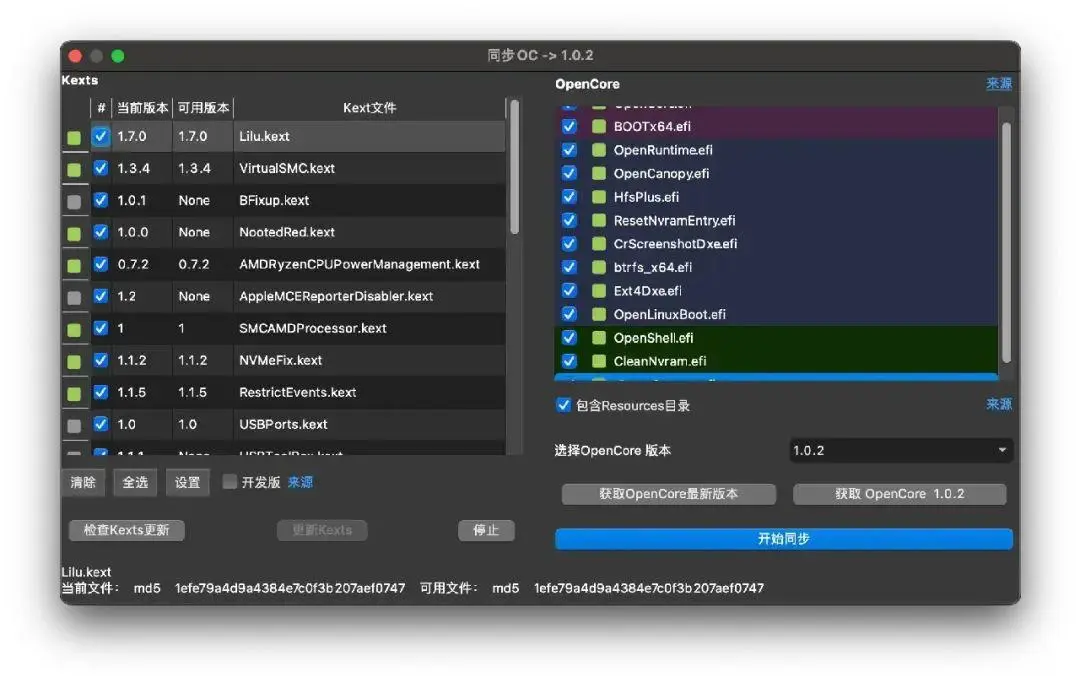 同步OC -> 1.0.2
Kexts
# 当前版本 可用版本 Kext文件
1.7.0 1.7.0 Lilu.kext
1.3.4 1.3.4 VirtualSMC.kext
1.0.1 None BFixup.kext
1.0.0 None NootedRed.kext
0.7.2 0.7.2 AMDRyzenCPUPowerManagement.kext
1.2 None AppleMCEReporterDisabler.kext
1 1 SMCAMDProcessor.kext
1.1.2 1.1.2 NVMeFix.kext
1.1.5 1.1.5 RestrictEvents.kext
1.0 1.0 USBPorts.kext
清除 全选 设置 开发版 来源
检查Kexts更新 更新Kexts 停止
OpenCore 来源
BOOTx64.efi
OpenRuntime.efi
OpenCanopy.efi
HfsPlus.efi
ResetNvramEntry.efi
CrScreenshotDxe.efi
btrfs_x64.efi
Ext4Dxe.efi
OpenLinuxBoot.efi
OpenShell.efi
CleanNvram.efi
包含Resources目录 来源
选择OpenCore 版本 1.0.2
获取OpenCore最新版本 获取 OpenCore 1.0.2
开始同步
Lilu.kext
当前文件： md5 1efe79a4d9a4384e7c0f3b207aef0747 可用文件： md5 1efe79a4d9a4384e7c0f3b207aef0747